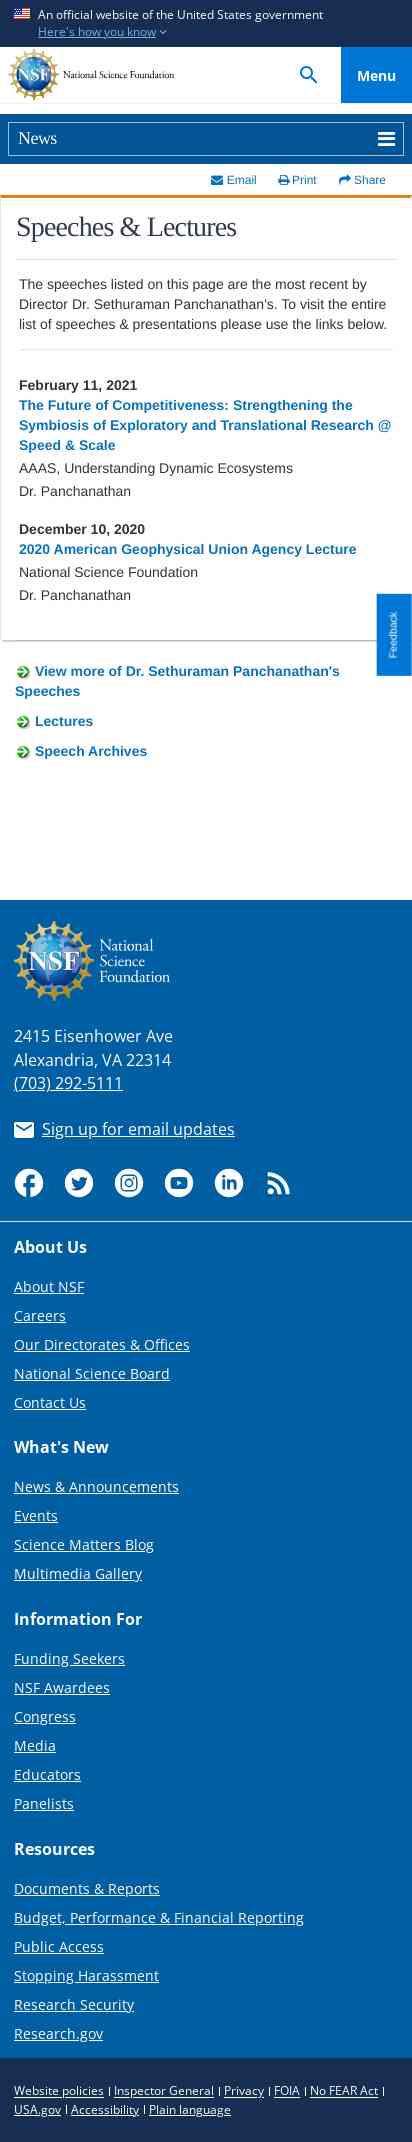 An official website of the United States government
Here's how you know
NSF National Science Foundation
Menu
News
Email Print Share
Speeches & Lectures
The speeches listed on this page are the most recent by
Director Dr. Sethuraman Panchanathan's. To visit the entire
list of speeches & presentations please use the links below.
February 11, 2021
The Future of Competitiveness: Strengthening the
Symbiosis of Exploratory and Translational Research @
Speed & Scale
AAAS, Understanding Dynamic Ecosystems
Dr. Panchanathan
December 10, 2020
2020 American Geophysical Union Agency Lecture
National Science Foundation
Dr. Panchanathan
Feedback
View more of Dr. Sethuraman Panchanathan's
Speeches
Lectures
Speech Archives
NSF
National
Science
Foundation
2415 Eisenhower Ave
Alexandria, VA 22314
(703) 292-5111
Sign up for email updates
About Us
About NSF
Careers
Our Directorates & Offices
National Science Board
Contact Us
What's New
News & Announcements
Events
Science Matters Blog
Multimedia Gallery
Information For
Funding Seekers
NSF Awardees
Congress
Media
Educators
Panelists
Resources
Documents & Reports
Budget, Performance & Financial Reporting
Public Access
Stopping Harassment
Research Security
Research.gov
Website policies | Inspector General | Privacy | FOIA | No FEAR Act |
USA.gov | Accessibility | Plain language